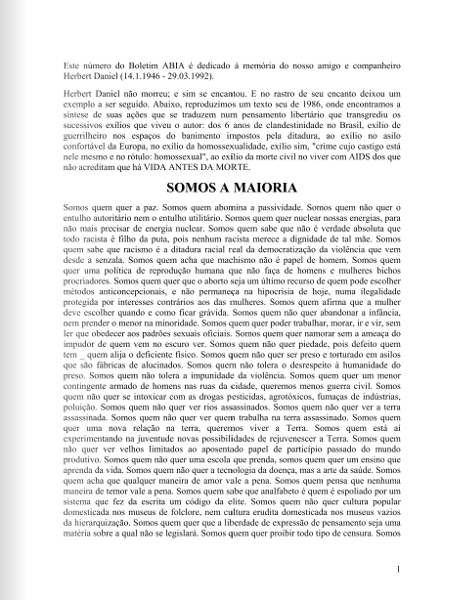 Este número do Boletim ABIA é dedicado à memória do nosso amigo e companheiro
Herbert Daniel (14.1.1946 - 29.03.1992).
Herbert Daniel não morreu; e sim se encantou. E no rastro de seu encanto deixou um
exemplo a ser seguido. Abaixo, reproduzimos um texto seu de 1986, onde encontramos a
síntese de suas ações que se traduzem num pensamento libertário que transgrediu os
sucessivos exílios que viveu o autor: dos 6 anos de clandestinidade no Brasil, exílio de
guerrilheiro nos espaços do banimento impostos pela ditadura, ao exílio no asilo
confortável da Europa, no exílio da homossexualidade, exílio sim, "crime cujo castigo está
nele mesmo e no rótulo: homossexual", ao exílio da morte civil no viver com AIDS dos que
não acreditam que há VIDA ANTES DA MORTE.
SOMOS A MAIORIA
Somos quem quer a paz. Somos quem abomina a passividade. Somos quem não quer o
entulho autoritário nem o entulho utilitário. Somos quem quer nuclear nossas energias, para
não mais precisar de energia nuclear. Somos quem sabe que não é verdade absoluta que
todo racista é filho da puta, pois nenhum racista merece a dignidade de tal mãe. Somos
quem sabe que racismo é a ditadura racial real da democratização da violência que vem
desde a senzala. Somos quem acha que machismo não é papel de homem. Somos quem
quer uma política de reprodução humana que não faça de homens e mulheres bichos
procriadores. Somos quem quer que o aborto seja um último recurso de quem pode escolher
métodos anticoncepcionais, e não permaneça na hipocrisia de hoje, numa ilegalidade
protegida por interesses contrários aos das mulheres. Somos quem afirma que a mulher
deve escolher quando e como ficar grávida. Somos quem não quer abandonar a infância,
nem prender o menor na minoridade. Somos quem quer poder trabalhar, morar, ir e vir, sem
ler que obedecer aos padrões sexuais oficiais. Somos quem quer namorar sem a ameaça do
impudor de quem vem no escuro ver. Somos quem não quer piedade, pois defeito quem
tem _ quem alija o deficiente físico. Somos quem não quer ser preso e torturado em asilos
que são fábricas de alucinados. Somos quem não tolera o desrespeito à humanidade do
preso. Somos quem não tolera a impunidade da violência. Somos quem quer um menor
contingente armado de homens nas ruas da cidade, queremos menos guerra civil. Somos
quem não quer se intoxicar com as drogas pesticidas, agrotóxicos, fumaças de indústrias,
poluição. Somos quem não quer ver rios assassinados. Somos quem não quer ver a terra
assassinada. Somos quem não quer ver quem trabalha na terra assassinado. Somos quem
quer uma nova relação na terra, queremos viver a Terra. Somos quem está aí
experimentando na juventude novas possibilidades de rejuvenescer a Terra. Somos quem
não quer ver velhos limitados ao aposentado papel de partícipio passado do mundo
produtivo. Somos quem não quer uma escola que prenda, somos quem quer um ensino que
aprenda da vida. Somos quem não quer a tecnologia da doença, mas a arte da saúde. Somos
quem acha que qualquer maneira de amor vale a pena. Somos quem pensa que nenhuma
maneira de temor vale a pena. Somos quem sabe que analfabeto é quem é espoliado por um
sistema que fez da escrita um código da elite. Somos quem não quer cultura popular
domesticada nos museus de folclore, nem cultura erudita domesticada nos museus vazios
da hierarquização. Somos quem quer que a liberdade de expressão de pensamento seja uma
matéria sobre a qual não se legislará. Somos quem quer proibir todo tipo de censura. Somos
1